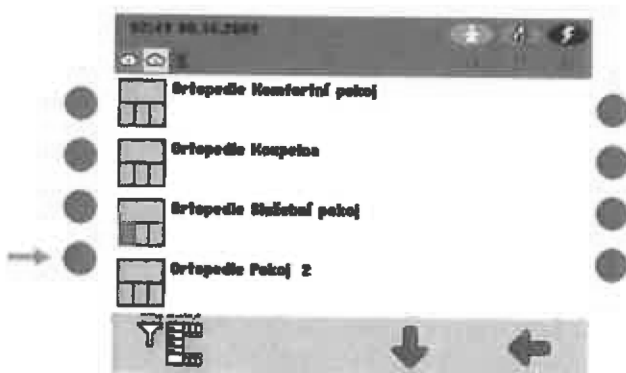 Ortopedie Komfortní pokoj
Ortopedie Koupelna
Ortopedie Služební pokoj
Ortopedie Pokoj 2